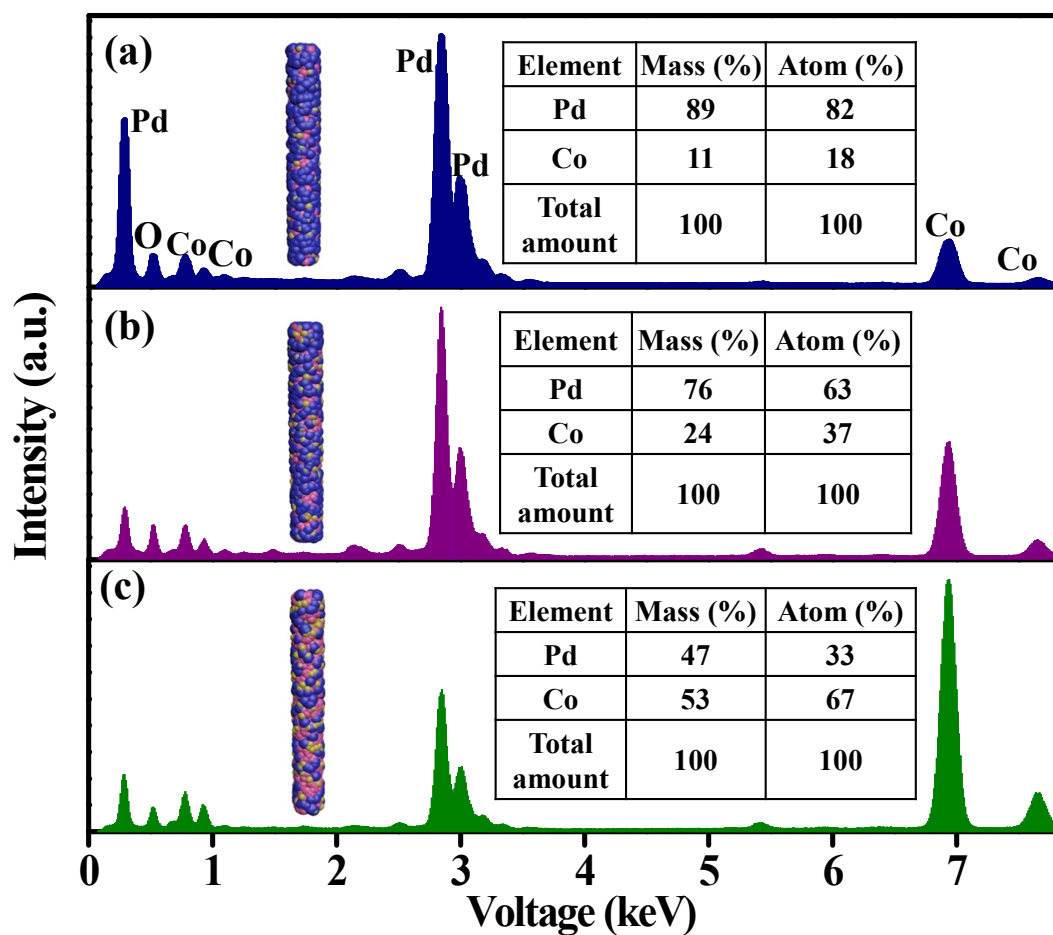 (a)
Pd
O
Co
Co
Pd
Pd
Element Mass (%) Atom (%)
Pd 89 82
Co 11 18
Total
amount 100 100
Co
Co
(b)
Element Mass (%) Atom (%)
Pd 76 63
Co 24 37
Total
amount 100 100
(c)
Element Mass (%) Atom (%)
Pd 47 33
Co 53 67
Total
amount 100 100
Intensity (a.u.)
0 1 2 3 4 5 6 7
Voltage (keV)